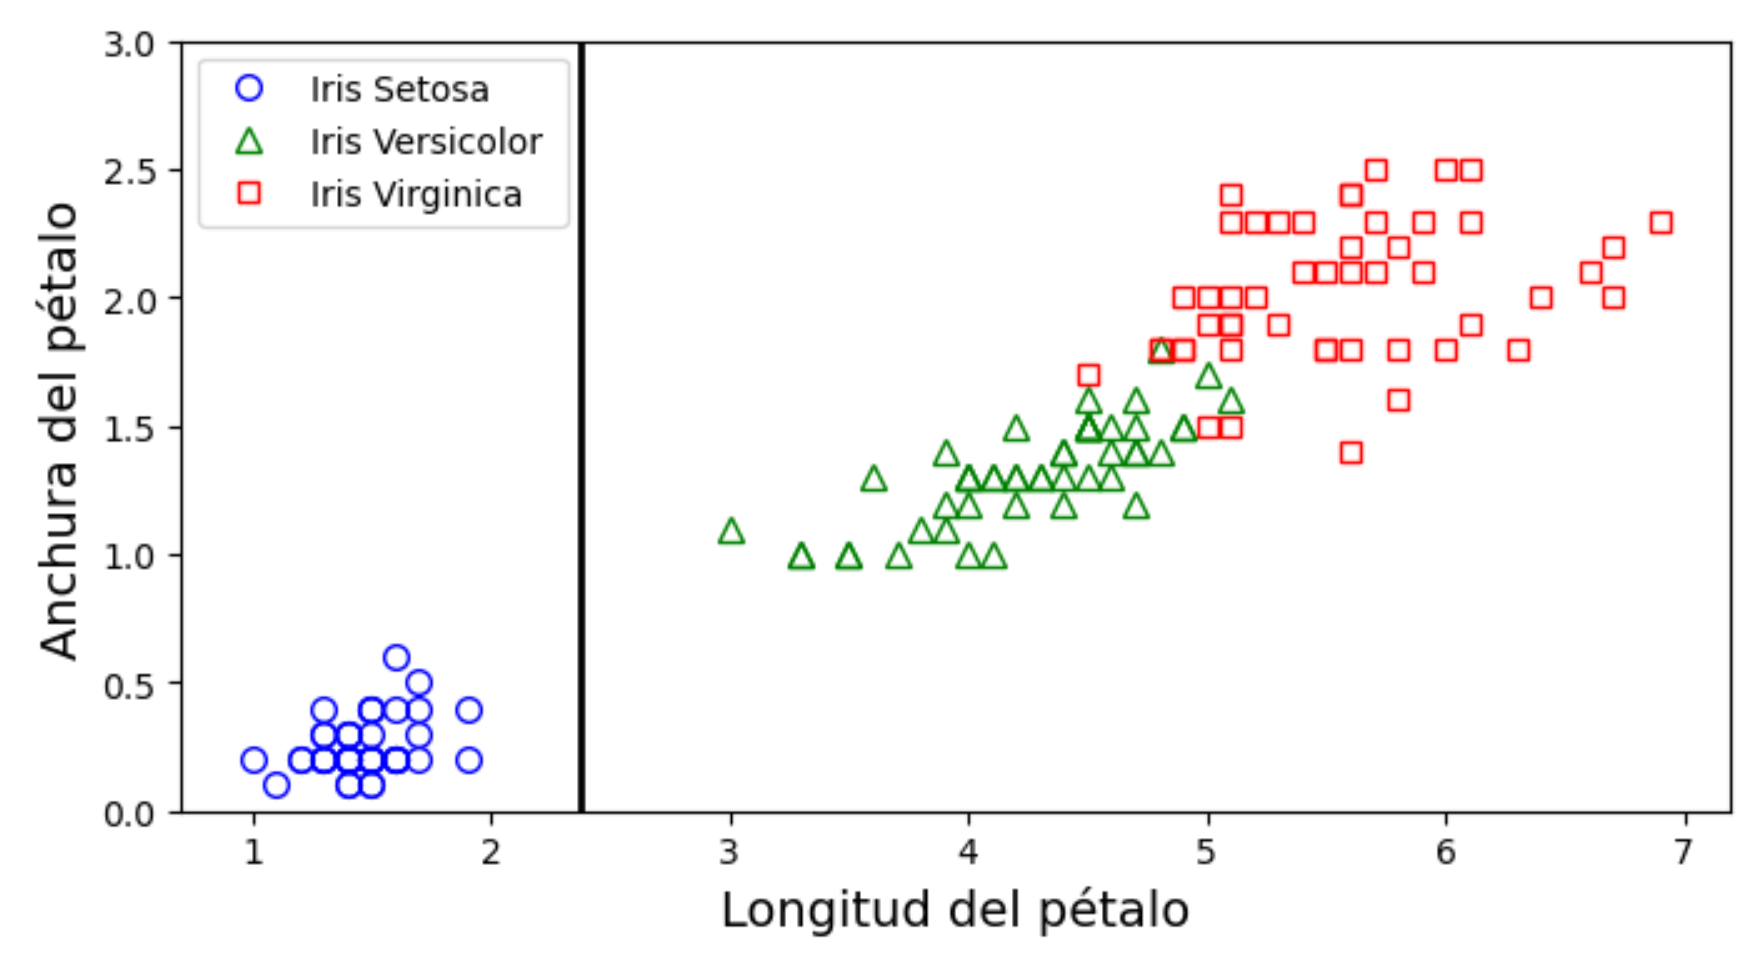 3.0
2.5
2.0
1.5
1.0
0.5
0.0
Anchura del pétalo
Iris Setosa
Iris Versicolor
Iris Virginica
1 2 3 4 5 6 7
Longitud del pétalo